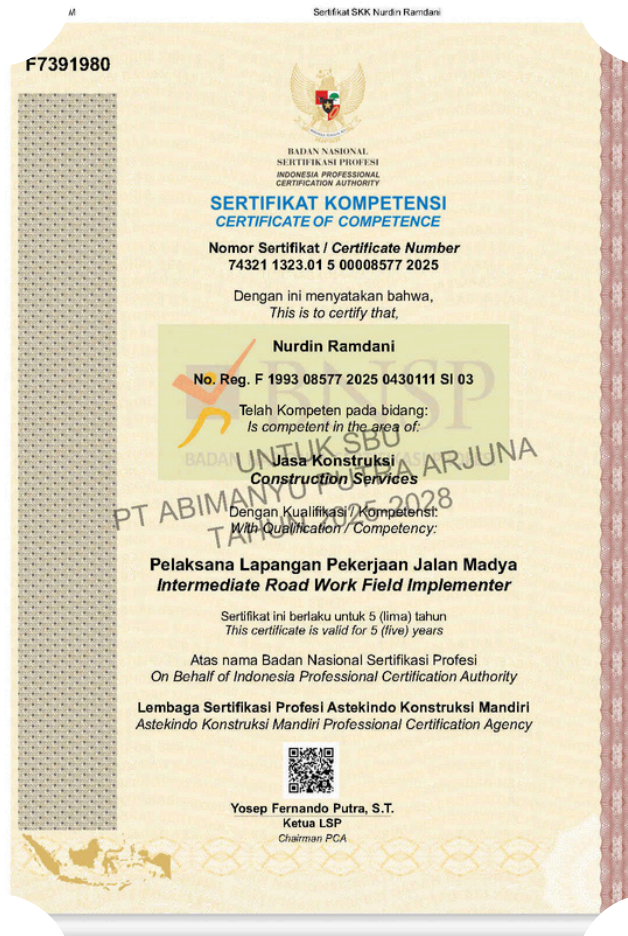 Sertifikat SKK Nurdin Ramdani
F7391980
BADAN NASIONAL
SERTIFIKASI PROFESI
INDONESIA PROFESSIONAL
CERTIFICATION AUTHORITY
SERTIFIKAT KOMPETENSI
CERTIFICATE OF COMPETENCE
Nomor Sertifikat / Certificate Number
74321 1323.01 5 00008577 2025
Dengan ini menyatakan bahwa,
This is to certify that,
Nurdin Ramdani
No. Reg. F 1993 08577 2025 0430111 SI 03
Telah Kompeten pada bidang:
Is competent in the area of:
Jasa Konstruksi
Construction Services
Dengan Kualifikasi / Kompetensi:
With Qualification / Competency:
Pelaksana Lapangan Pekerjaan Jalan Madya
Intermediate Road Work Field Implementer
Sertifikat ini berlaku untuk 5 (lima) tahun
This certificate is valid for 5 (five) years
Atas nama Badan Nasional Sertifikasi Profesi
On Behalf of Indonesia Professional Certification Authority
Lembaga Sertifikasi Profesi Astekindo Konstruksi Mandiri
Astekindo Konstruksi Mandiri Professional Certification Agency
Yosep Fernando Putra, S.T.
Ketua LSP
Chairman PCA
BNSP
BADAN
UNTUK SBU
PT ABIMANYU PUTRA ARJUNA
TAHUN 2025-2028